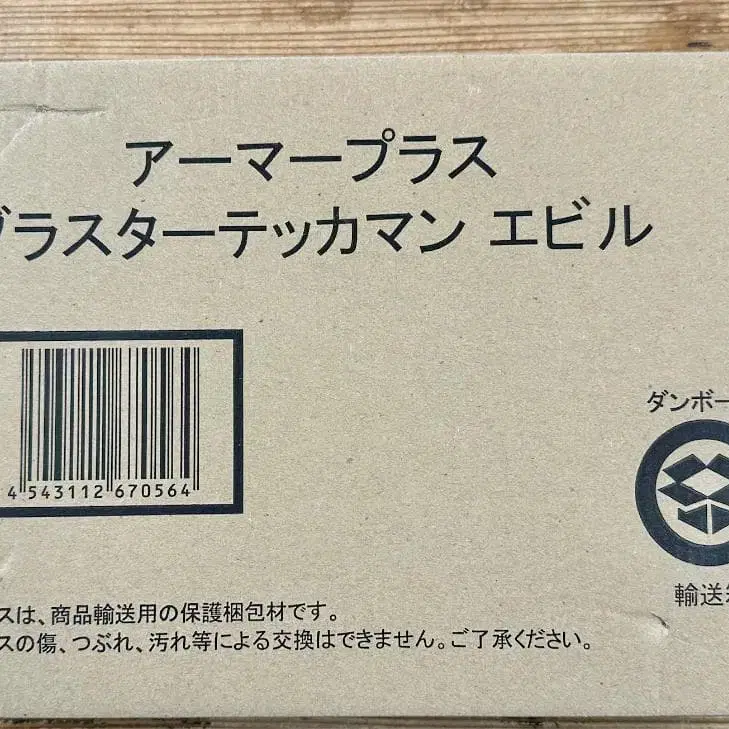 アーマープラス
ブラスターテッカマン エビル
4 543112 670564
ダンボー
輸送
スは、商品輸送用の保護梱包材です。
スの傷、つぶれ、汚れ等による交換はできません。ご了承ください。